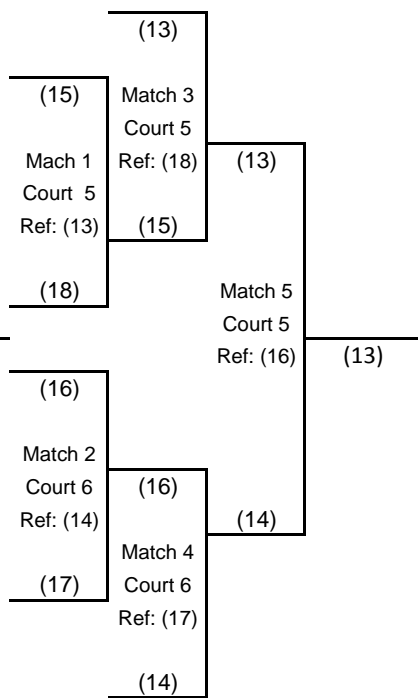 (13)
(15)
Match 3
Court 5
Ref: (18)
Mach 1
Court 5
Ref: (13)
(13)
(15)
(18)
Match 5
Court 5
Ref: (16)
(13)
(16)
Match 2
Court 6
Ref: (14)
(16)
(14)
Match 4
Court 6
Ref: (17)
(17)
(14)